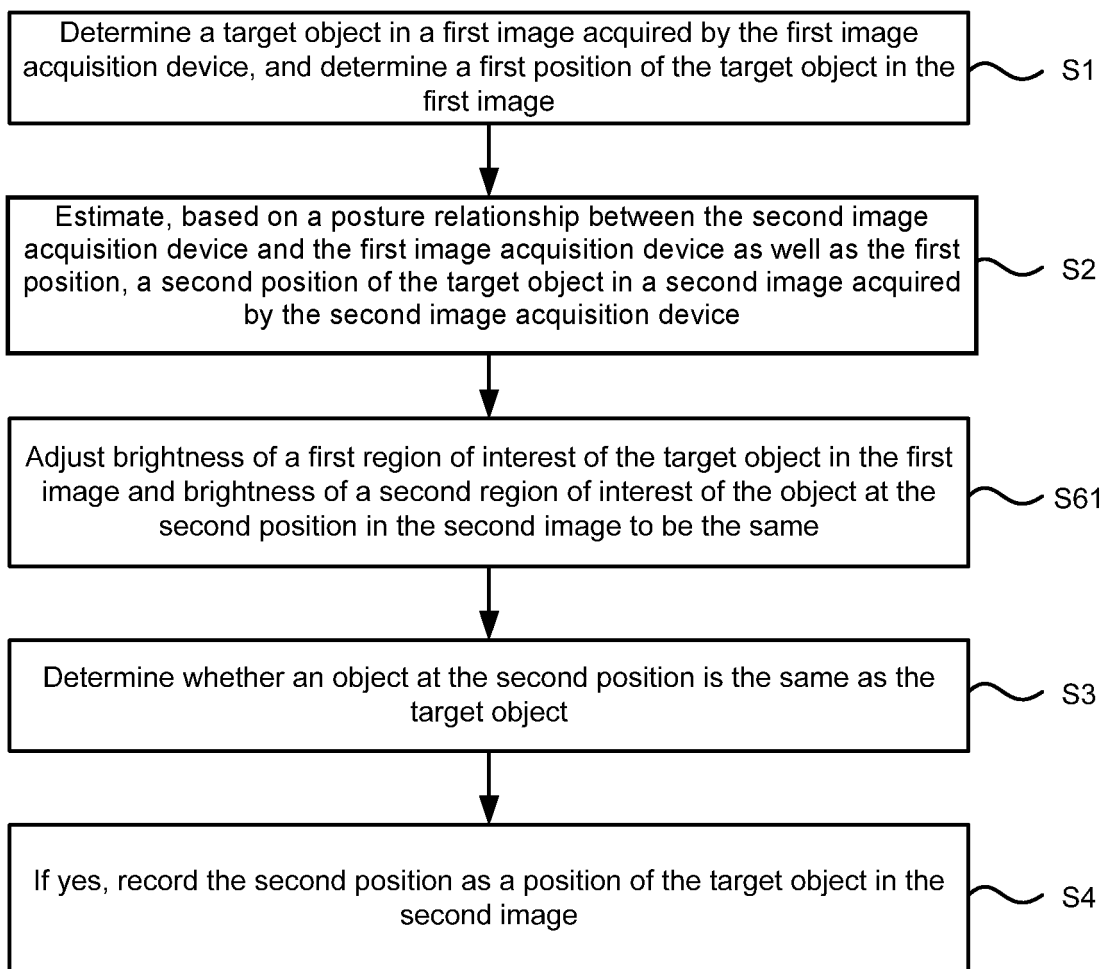 Determine a target object in a first image acquired by the first image
acquisition device, and determine a first position of the target object in the
first image
S1
Estimate, based on a posture relationship between the second image
acquisition device and the first image acquisition device as well as the first
position, a second position of the target object in a second image acquired
by the second image acquisition device
S2
Adjust brightness of a first region of interest of the target object in the first
image and brightness of a second region of interest of the object at the
second position in the second image to be the same
S61
Determine whether an object at the second position is the same as the
target object
S3
If yes, record the second position as a position of the target object in the
second image
S4